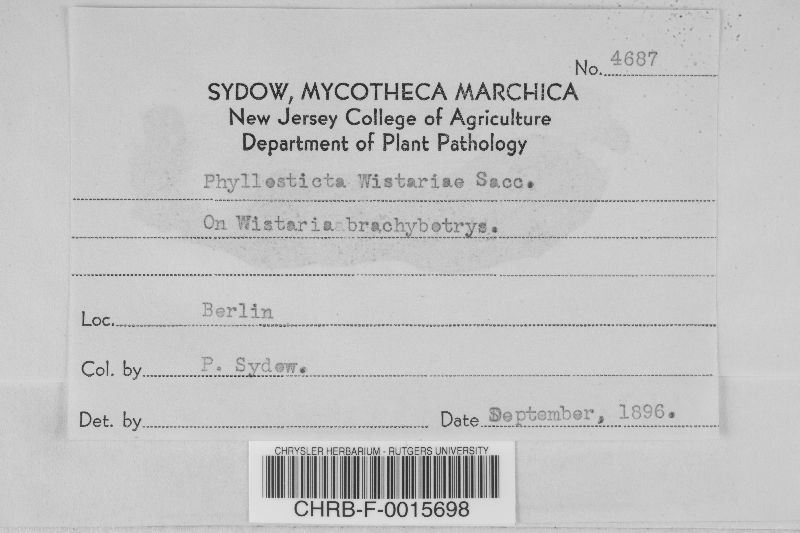 No. 4687
SYDOW, MYCOTHECA MARCHICA
New Jersey College of Agriculture
Department of Plant Pathology
Phyllosticta Wistariae Sacc.
On Wistaria brachybotrys.
Loc. Berlin
Col. by P. Sydow.
Det. by Date September, 1896.
CHRYSLER HERBARIUM - RUTGERS UNIVERSITY
CHRB-F-0015698